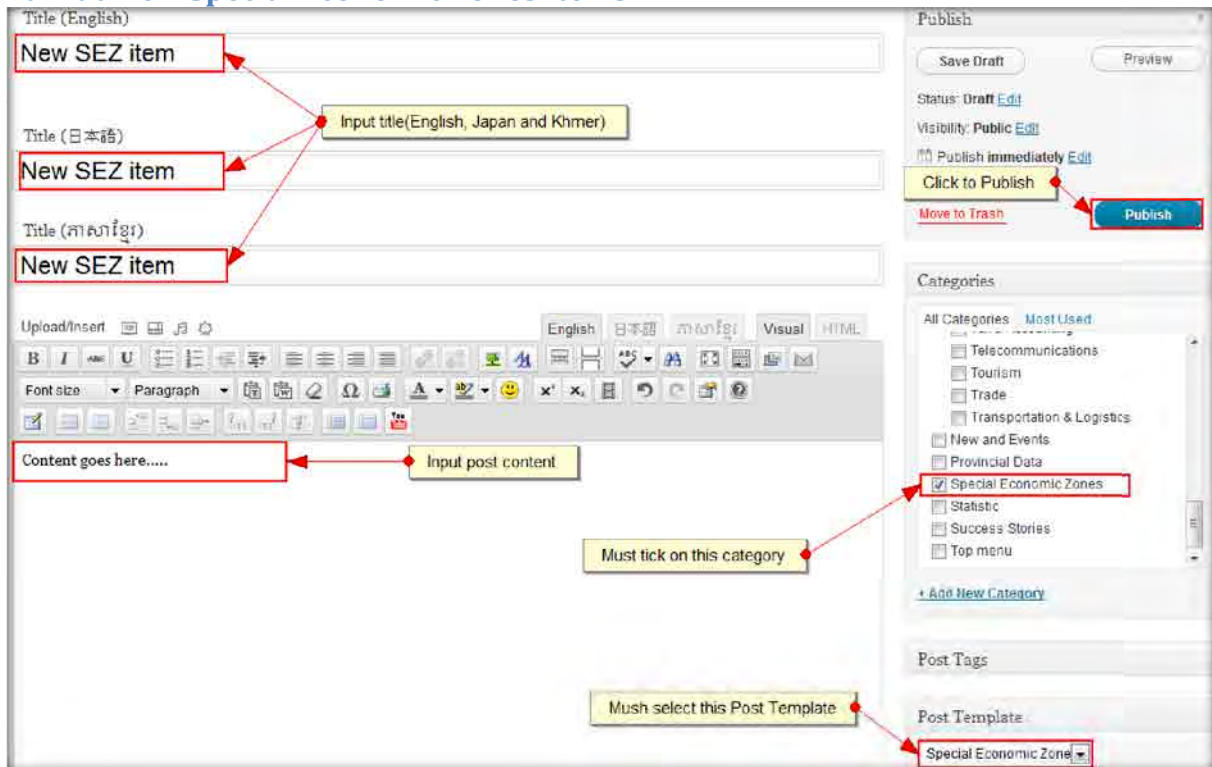 Title (English)
New SEZ item
Input title(English, Japan and Khmer)
Title (日本語)
New SEZ item
Title (ភាសាខ្មែរ)
New SEZ item
Upload/Insert
English 日本語 ភាសាខ្មែរ Visual HTML
B I ABC U
Font size Paragraph
Content goes here.....
Input post content
Must tick on this category
Mush select this Post Template
Publish
Save Draft Preview
Status: Draft Edit
Visibility: Public Edit
Publish immediately Edit
Click to Publish
Move to Trash Publish
Categories
All Categories Most Used
Telecommunications
Tourism
Trade
Transportation & Logistics
New and Events
Provincial Data
Special Economic Zones
Statistic
Success Stories
Top menu
+ Add New Category
Post Tags
Post Template
Special Economic Zone